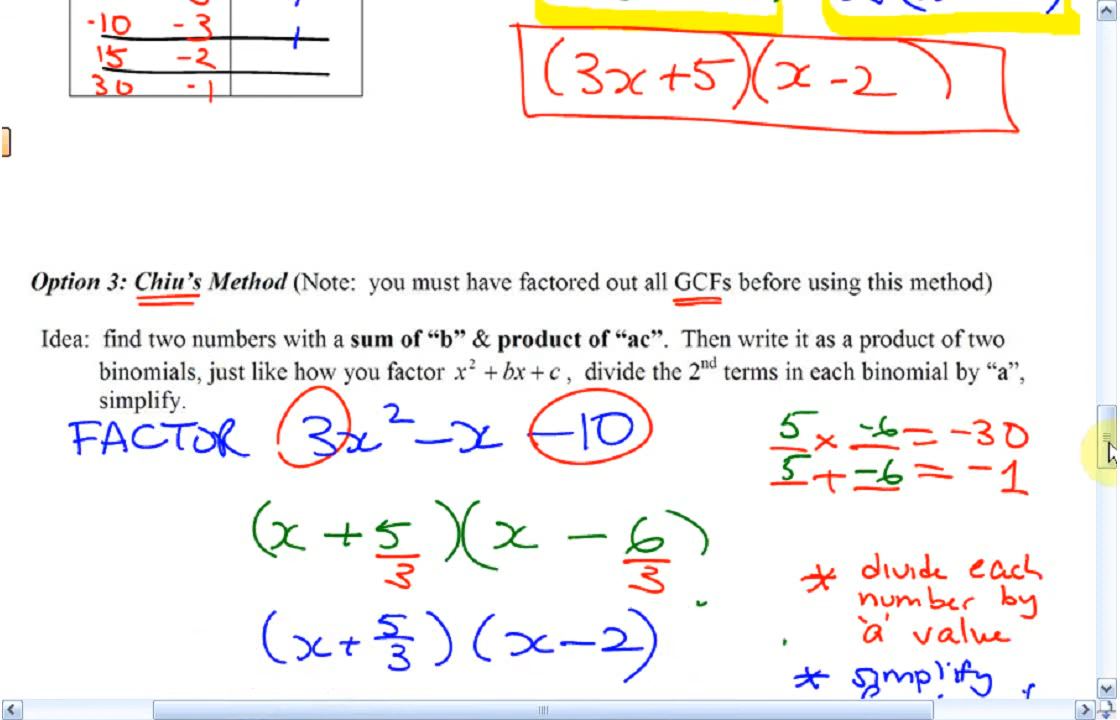 -10 -3
15 -2
30 -1
(3x+5)(x-2)
Option 3: Chiu's Method (Note: you must have factored out all GCFs before using this method)
Idea: find two numbers with a sum of “b” & product of “ac”. Then write it as a product of two
binomials, just like how you factor x² + bx + c, divide the 2nd terms in each binomial by “a”,
simplify.
FACTOR 3x² - x - 10
5 × -6 = -30
5 + -6 = -1
(x + 5/3)(x - 6/3)
* divide each
number by
'a' value
(x + 5/3)(x - 2)
* simplify